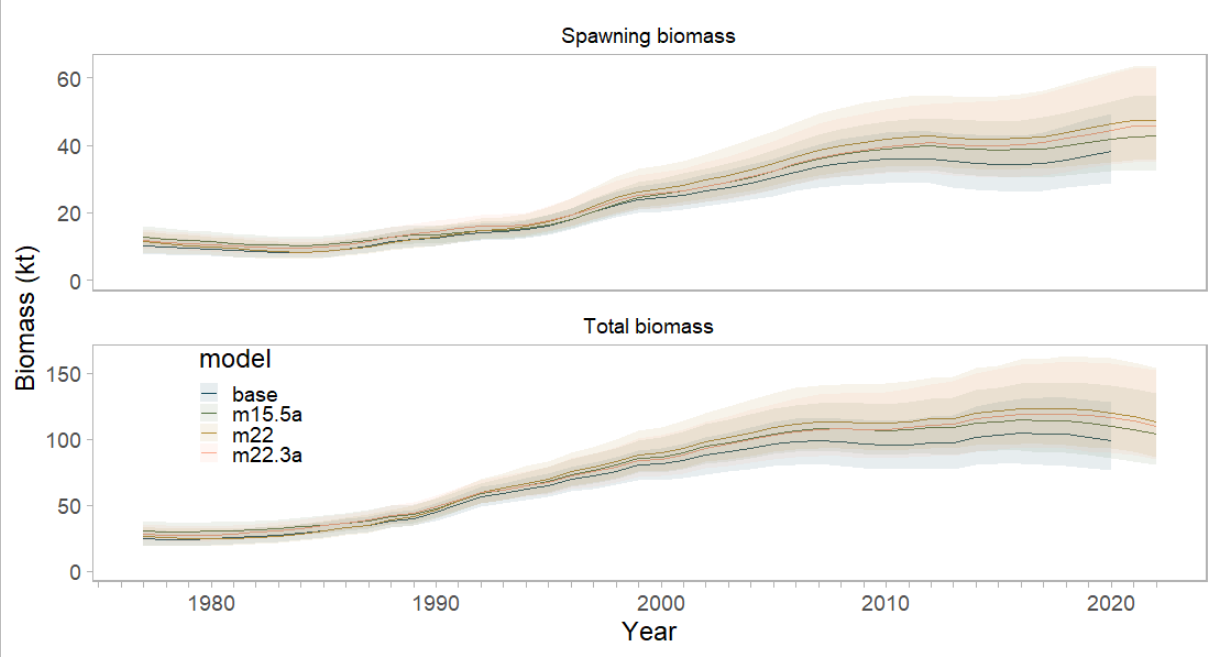 Spawning biomass
60
40
20
0
Biomass (kt)
Total biomass
150
100
50
0
model
base
m15.5a
m22
m22.3a
1980
1990
2000
2010
2020
Year